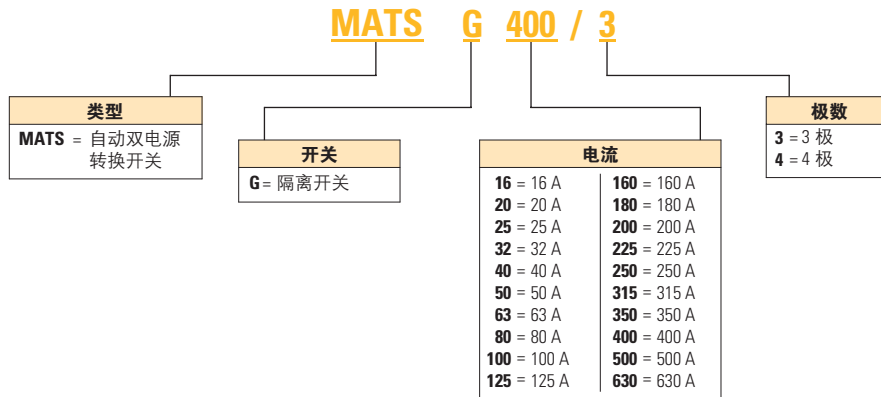 MATS G 400 / 3
类型
MATS = 自动双电源
转换开关
开关
G = 隔离开关
电流
16 = 16 A
20 = 20 A
25 = 25 A
32 = 32 A
40 = 40 A
50 = 50 A
63 = 63 A
80 = 80 A
100 = 100 A
125 = 125 A
160 = 160 A
180 = 180 A
200 = 200 A
225 = 225 A
250 = 250 A
315 = 315 A
350 = 350 A
400 = 400 A
500 = 500 A
630 = 630 A
极数
3 = 3 极
4 = 4 极